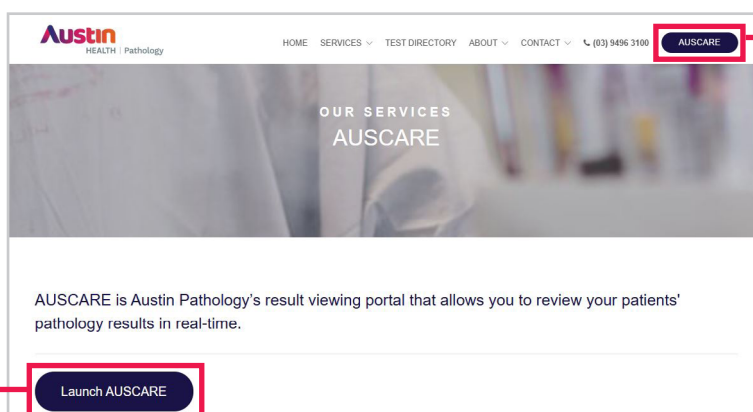 Austin
HEALTH | Pathology
HOME SERVICES TEST DIRECTORY ABOUT CONTACT (03) 9496 3100 AUSCARE
OUR SERVICES
AUSCARE
AUSCARE is Austin Pathology's result viewing portal that allows you to review your patients'
pathology results in real-time.
Launch AUSCARE